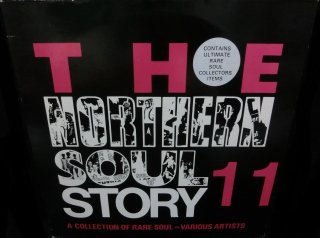 THE
CONTAINS
ULTIMATE
RARE
SOUL
COLLECTORS
ITEMS
NORTHERN
SOUL
STORY 11
A COLLECTION OF RARE SOUL – VARIOUS ARTISTS